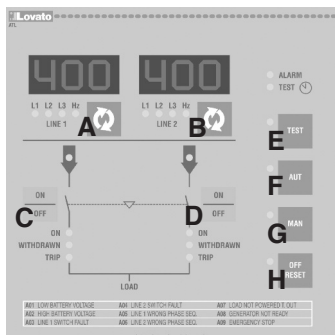 Lovato
ATL
400 400
ALARM
TEST
L1 L2 L3 Hz
L1 L2 L3 Hz
LINE 1
A
LINE 2
B
TEST
E
AUT
F
ON
OFF
C
ON
OFF
D
MAN
G
ON
WITHDRAWN
TRIP
ON
WITHDRAWN
TRIP
OFF
RESET
H
LOAD
A01 LOW BATTERY VOLTAGE A04 LINE 2 SWITCH FAULT A07 LOAD NOT POWERED T. OUT
A02 HIGH BATTERY VOLTAGE A05 LINE 1 WRONG PHASE SEQ. A08 GENERATOR NOT READY
A03 LINE 1 SWITCH FAULT A06 LINE 2 WRONG PHASE SEQ. A09 EMERGENCY STOP